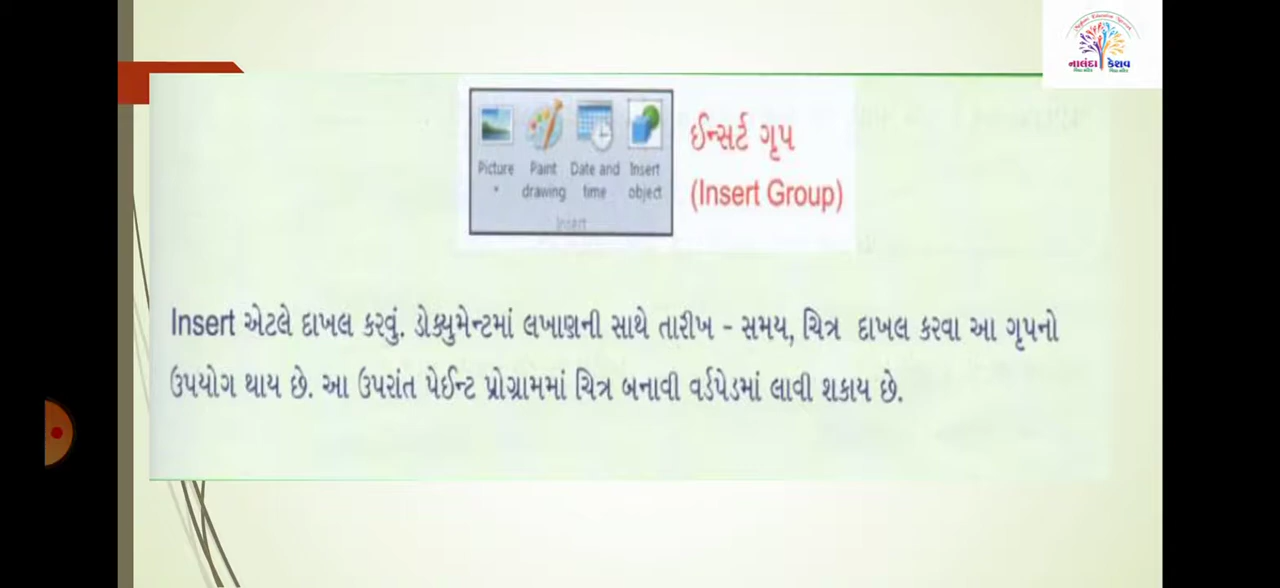 નાલંદા કેશવ
Picture Paint drawing Date and time Insert object
Insert
ઈન્સર્ટ ગૃપ
(Insert Group)
Insert એટલે દાખલ કરવું. ડોક્યુમેન્ટમાં લખાણની સાથે તારીખ - સમય, ચિત્ર દાખલ કરવા આ ગૃપનો
ઉપયોગ થાય છે. આ ઉપરાંત પેઈન્ટ પ્રોગ્રામમાં ચિત્ર બનાવી વર્ડપેડમાં લાવી શકાય છે.